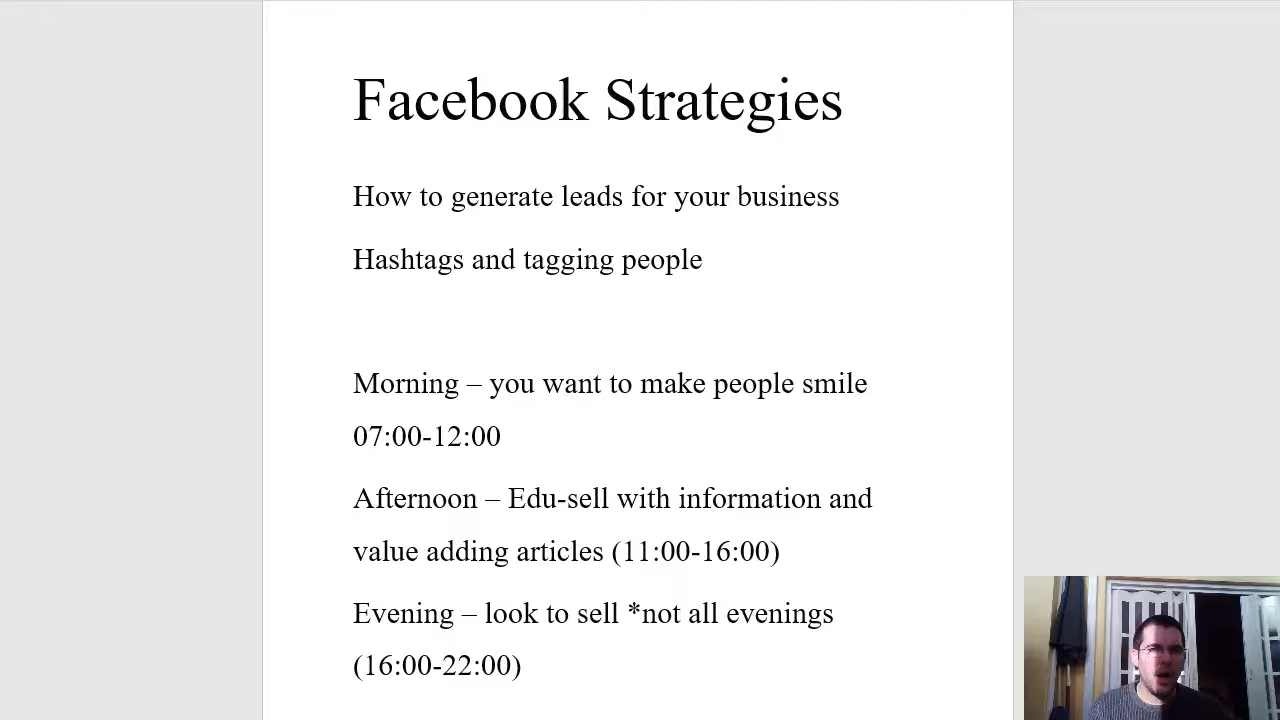 Facebook Strategies
How to generate leads for your business
Hashtags and tagging people
Morning – you want to make people smile
07:00-12:00
Afternoon – Edu-sell with information and
value adding articles (11:00-16:00)
Evening – look to sell *not all evenings
(16:00-22:00)